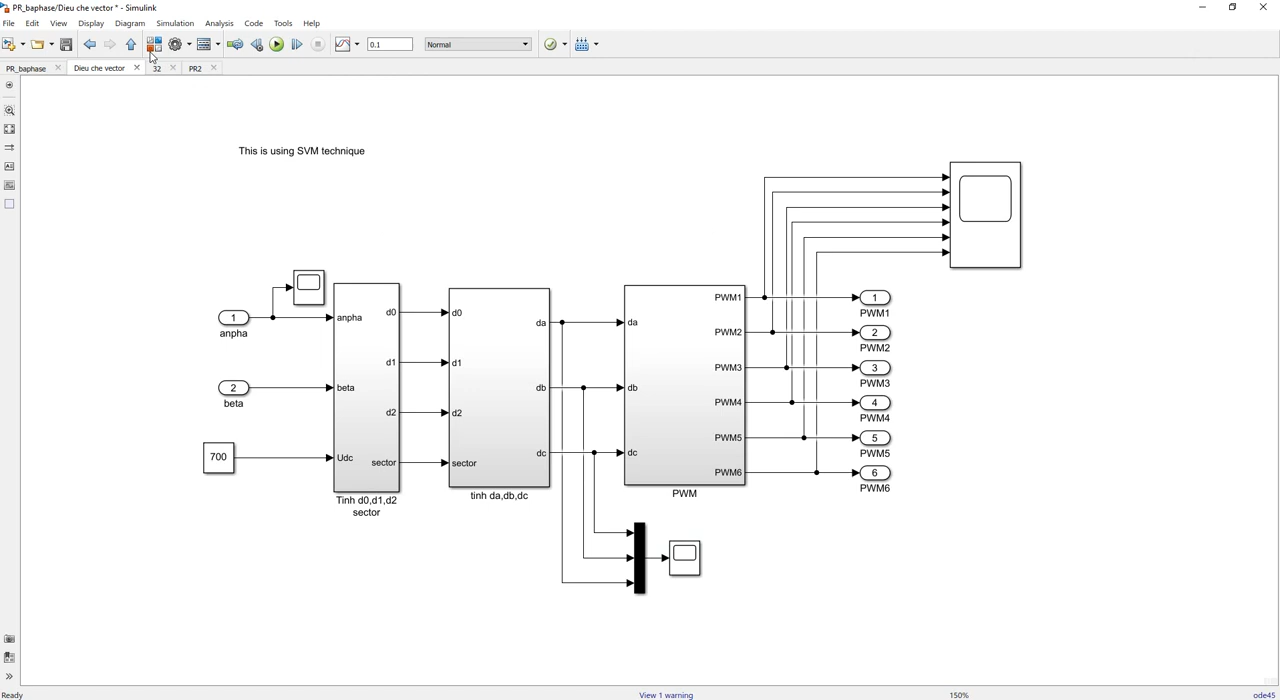 PR_baphase/Dieu che vector * - Simulink
File Edit View Display Diagram Simulation Analysis Code Tools Help
0.1 Normal
PR_baphase Dieu che vector 32 PR2
This is using SVM technique
1
anpha
2
beta
700
anpha
beta
Udc
d0
d1
d2
sector
Tinh d0,d1,d2
sector
d0
d1
d2
sector
da
db
dc
tinh da,db,dc
da
db
dc
PWM1
PWM2
PWM3
PWM4
PWM5
PWM6
PWM
1
PWM1
2
PWM2
3
PWM3
4
PWM4
5
PWM5
6
PWM6
Ready View 1 warning 150% ode45